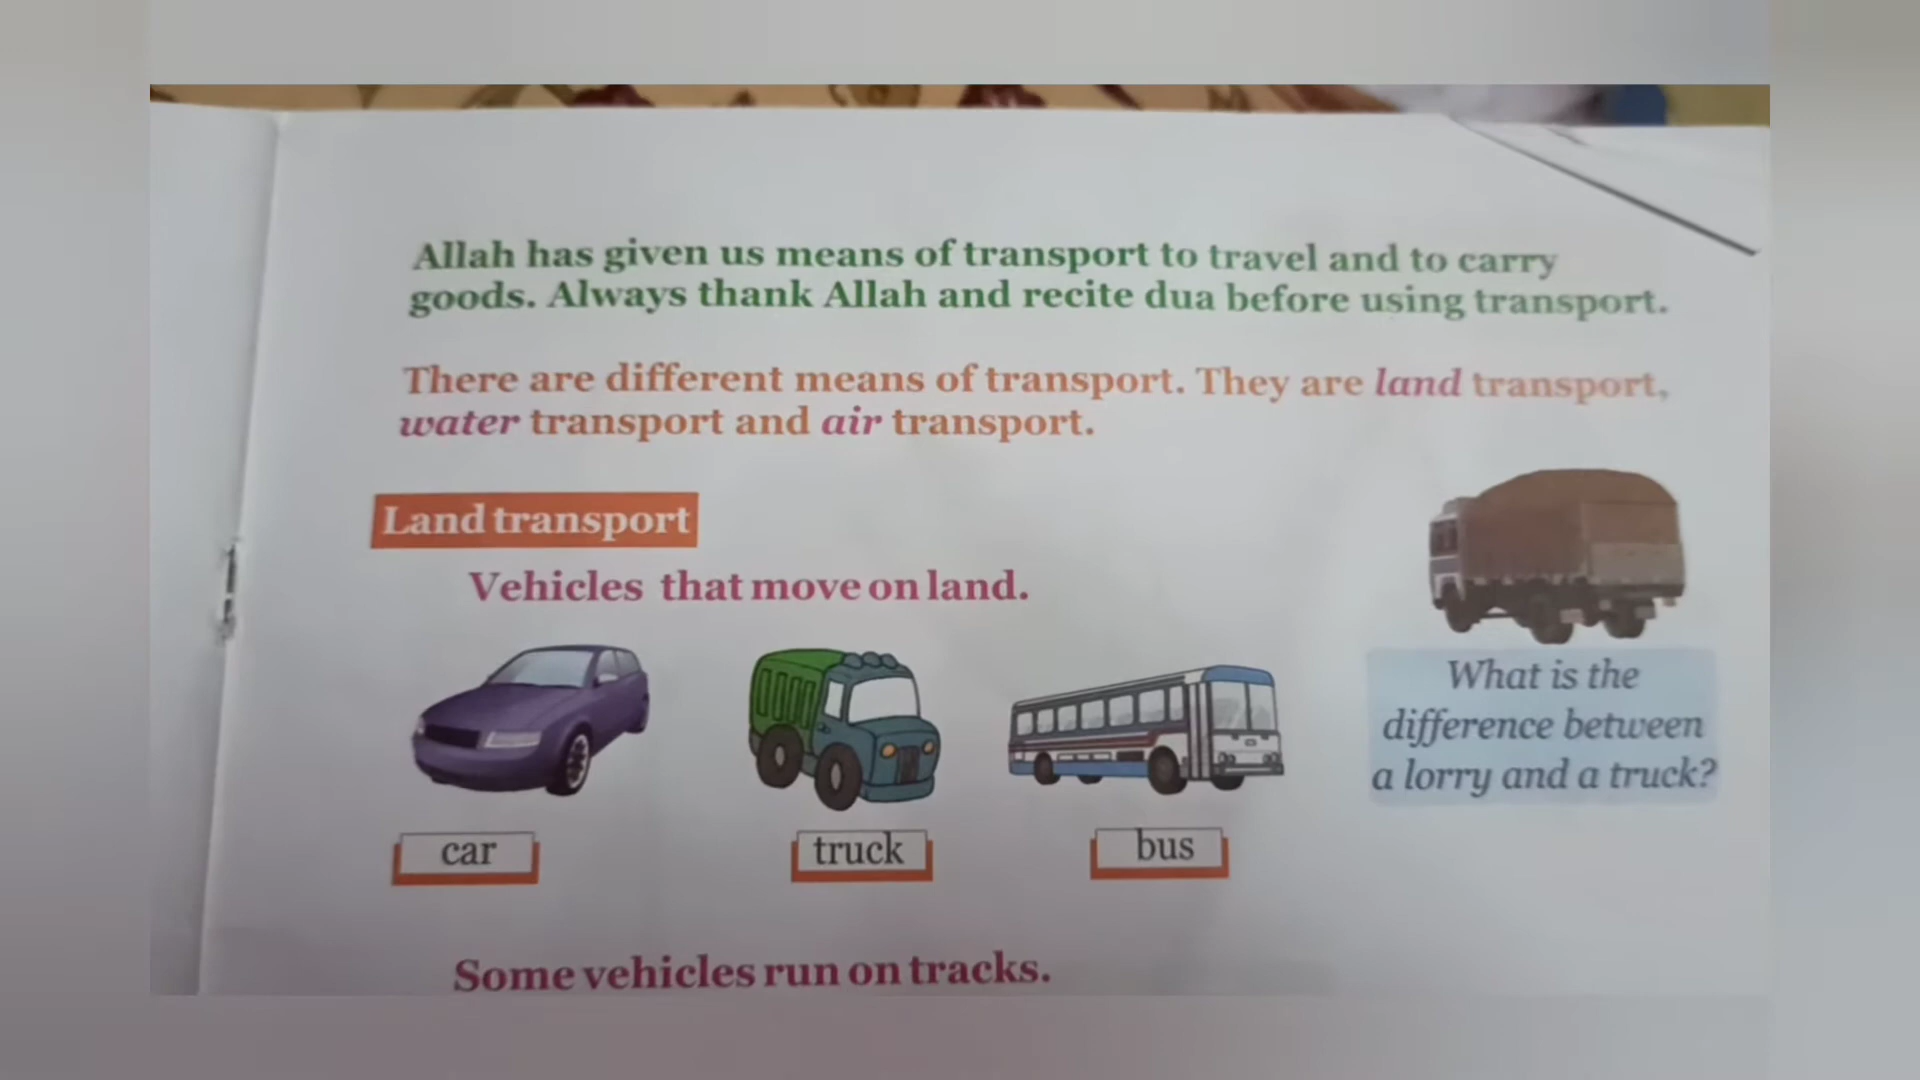 Allah has given us means of transport to travel and to carry
goods. Always thank Allah and recite dua before using transport.
There are different means of transport. They are land transport,
water transport and air transport.
Land transport
Vehicles that move on land.
What is the
difference between
a lorry and a truck?
car
truck
bus
Some vehicles run on tracks.